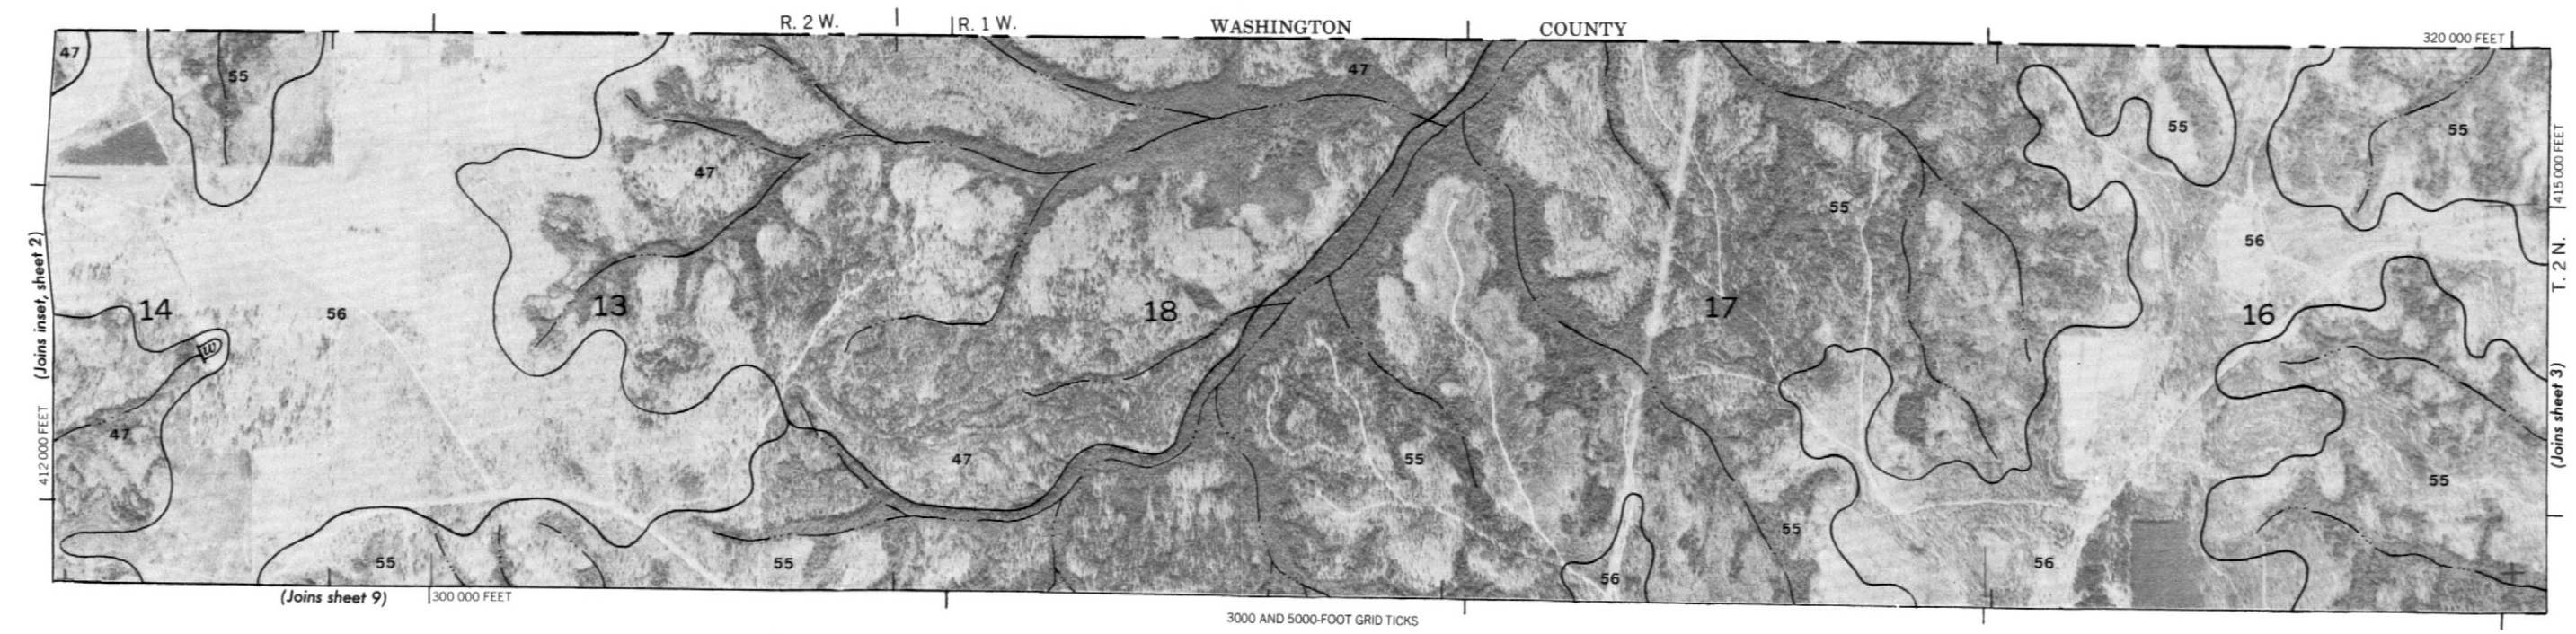 R. 2 W.
R. 1 W.
WASHINGTON COUNTY
320 000 FEET
47
55
47
55
55
415 000 FEET
47
55
56
T. 2 N.
(Joins inset, sheet 2)
14
56
13
18
17
16
W
(Joins sheet 3)
412 000 FEET
47
47
55
55
55
55
55
56
56
(Joins sheet 9)
300 000 FEET
3000 AND 5000-FOOT GRID TICKS